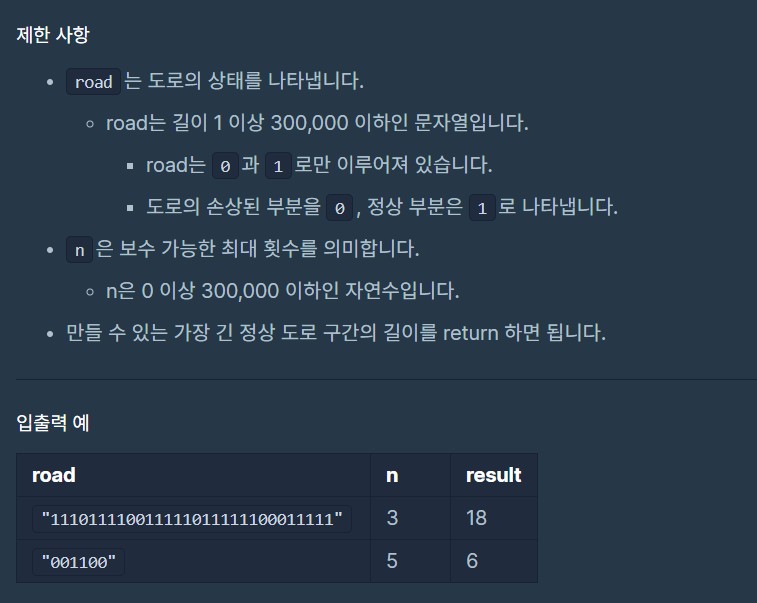 제한 사항
road 는 도로의 상태를 나타냅니다.
road는 길이 1 이상 300,000 이하인 문자열입니다.
road는 0 과 1 로만 이루어져 있습니다.
도로의 손상된 부분을 0 , 정상 부분은 1 로 나타냅니다.
n 은 보수 가능한 최대 횟수를 의미합니다.
n은 0 이상 300,000 이하인 자연수입니다.
만들 수 있는 가장 긴 정상 도로 구간의 길이를 return 하면 됩니다.
입출력 예
road n result
"111011110011111011111100011111" 3 18
"001100" 5 6